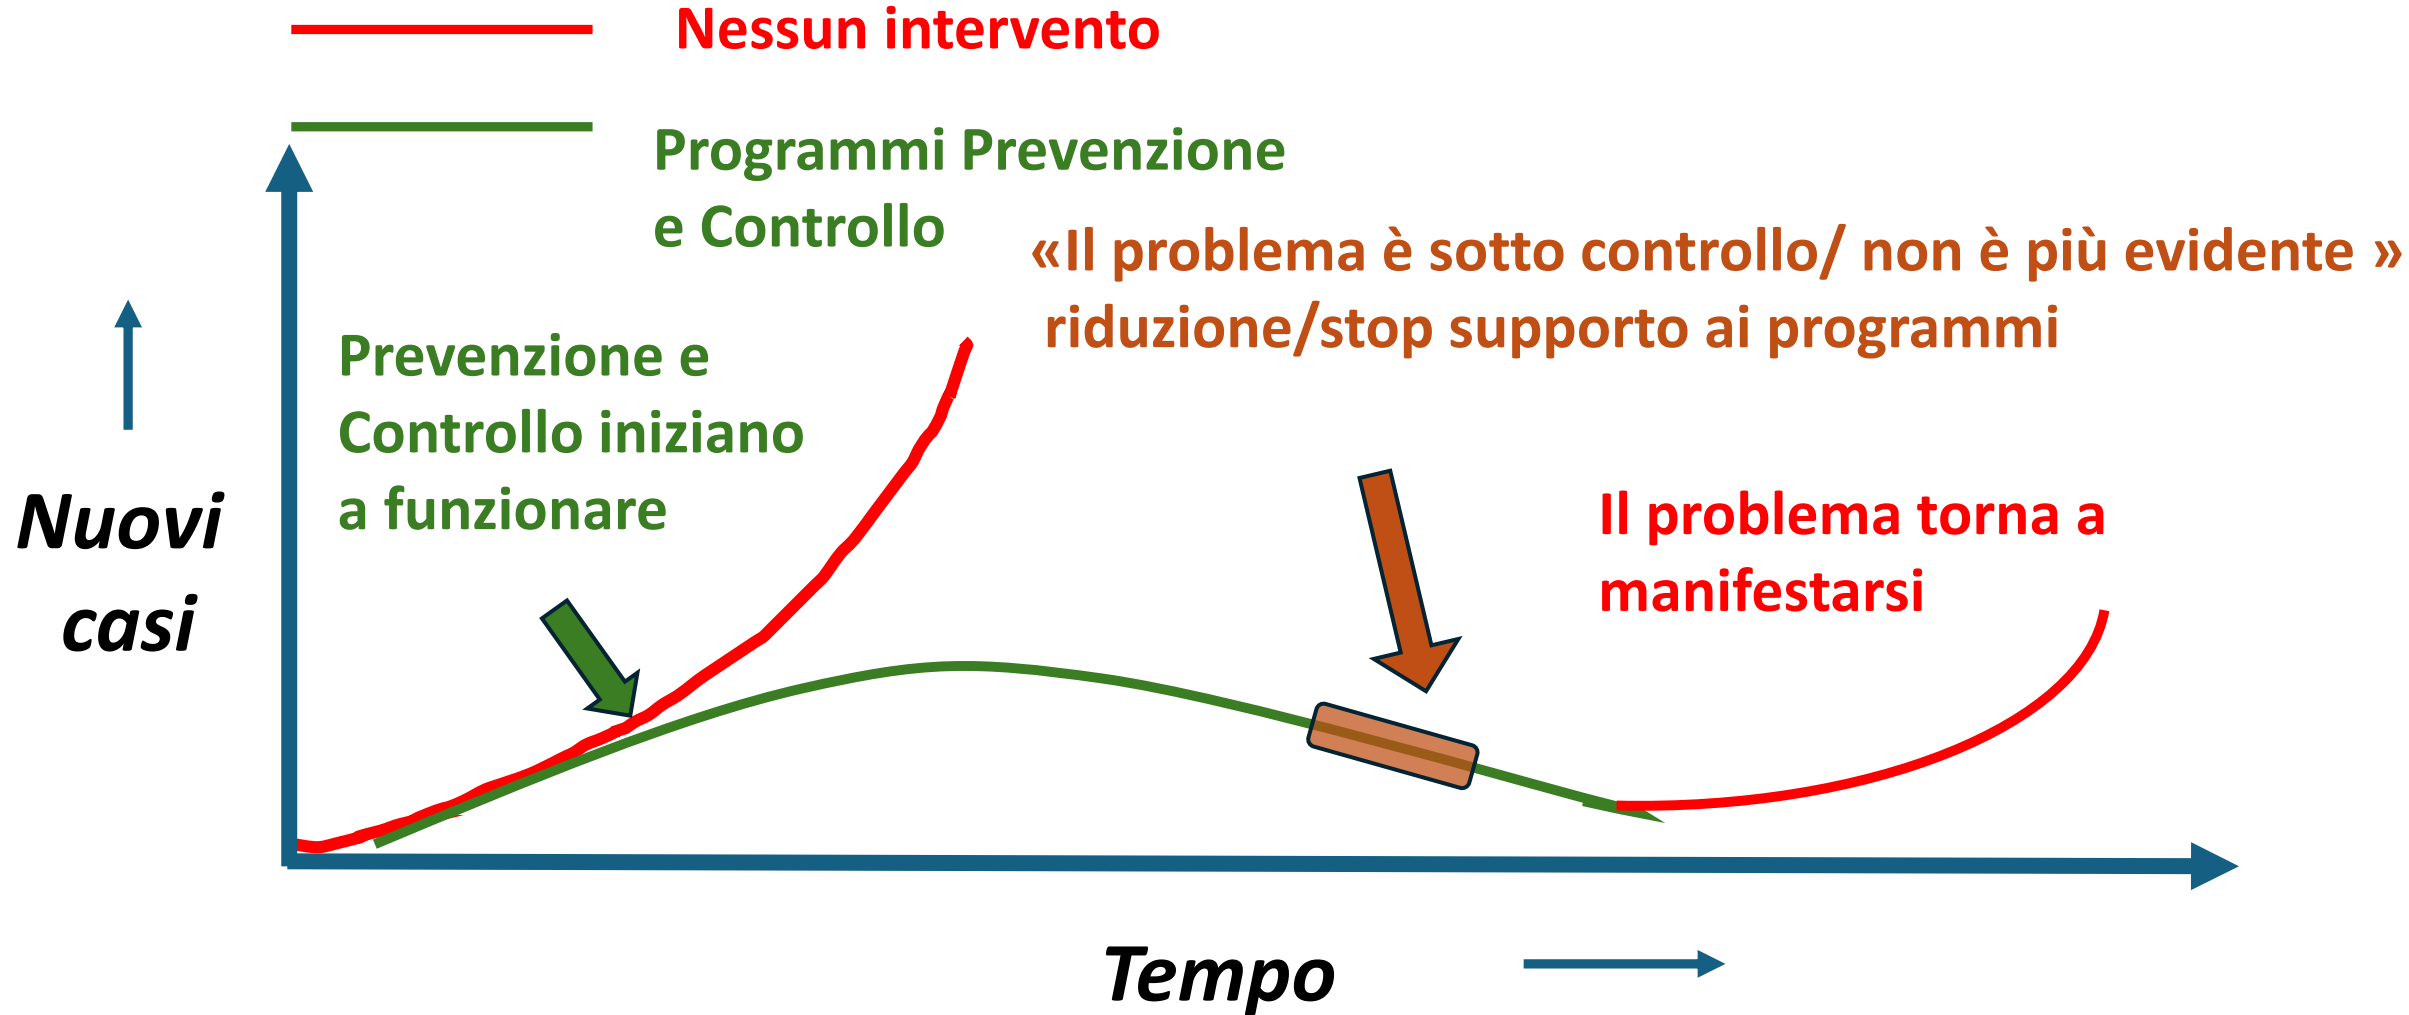 Nessun intervento
Programmi Prevenzione
e Controllo
«Il problema è sotto controllo/ non è più evidente »
riduzione/stop supporto ai programmi
Prevenzione e
Controllo iniziano
a funzionare
Nuovi
casi
Il problema torna a
manifestarsi
Tempo